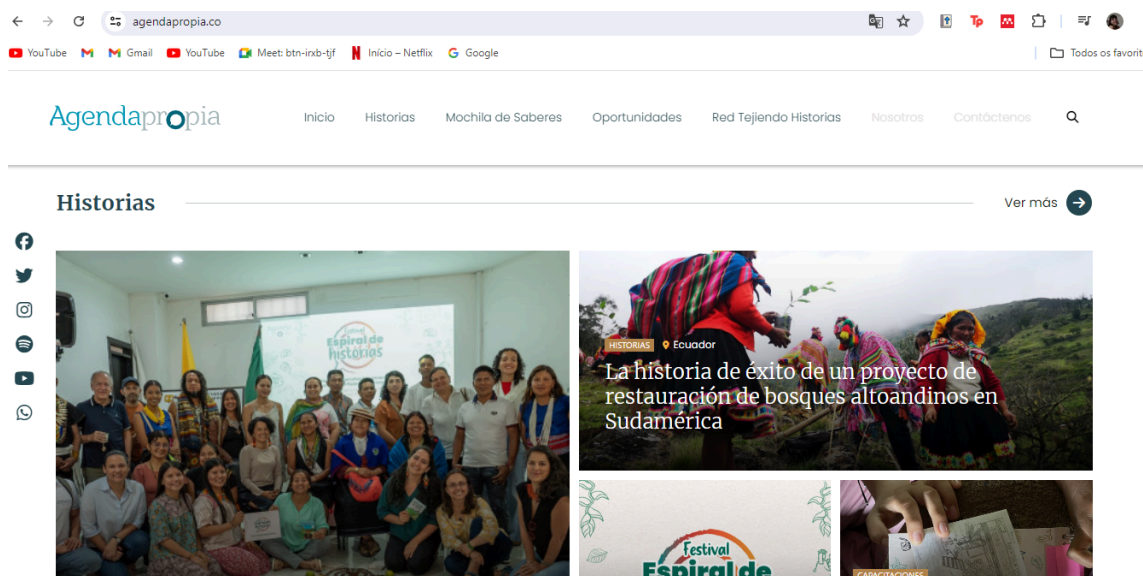 agendapropia.co
YouTube Gmail YouTube Meet: btn-irxb-tjf Início – Netflix Google Todos os favorit
Agendapropia
Inicio Historias Mochila de Saberes Oportunidades Red Tejiendo Historias Nosotros Contáctenos
Historias
Ver más
Festival
Espiral de
historias
HISTORIAS Ecuador
La historia de éxito de un proyecto de
restauración de bosques altoandinos en
Sudamérica
Festival
Espiral de
CAPACITACIONES